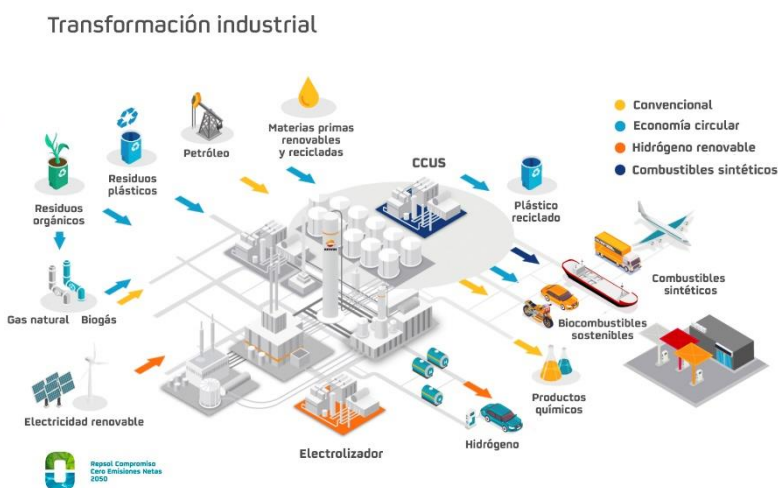 Transformación industrial
Convencional
Economía circular
Hidrógeno renovable
Combustibles sintéticos
Materias primas
renovables
y recicladas
Petróleo
Residuos
plásticos
Residuos
orgánicos
CCUS
Plástico
reciclado
Combustibles
sintéticos
Gas natural Biogás
Biocombustibles
sostenibles
Productos
químicos
Electricidad renovable
Electrolizador
Hidrógeno
Repsol Compromiso
Cero Emisiones Netas
2050